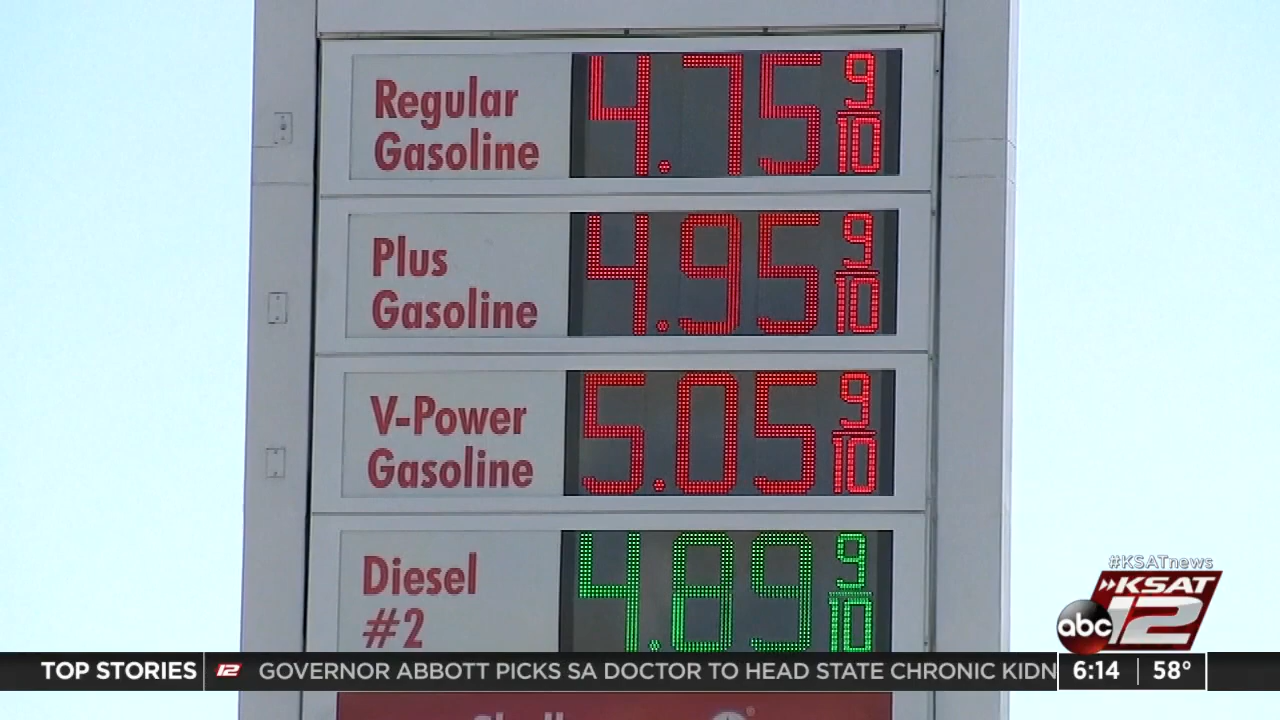 Regular
Gasoline
4.75 9/10
Plus
Gasoline
4.95 9/10
V-Power
Gasoline
5.05 9/10
Diesel
#2
4.89 9/10
#KSATnews
KSAT
abc 12
TOP STORIES 12 GOVERNOR ABBOTT PICKS SA DOCTOR TO HEAD STATE CHRONIC KIDN 6:14 58°